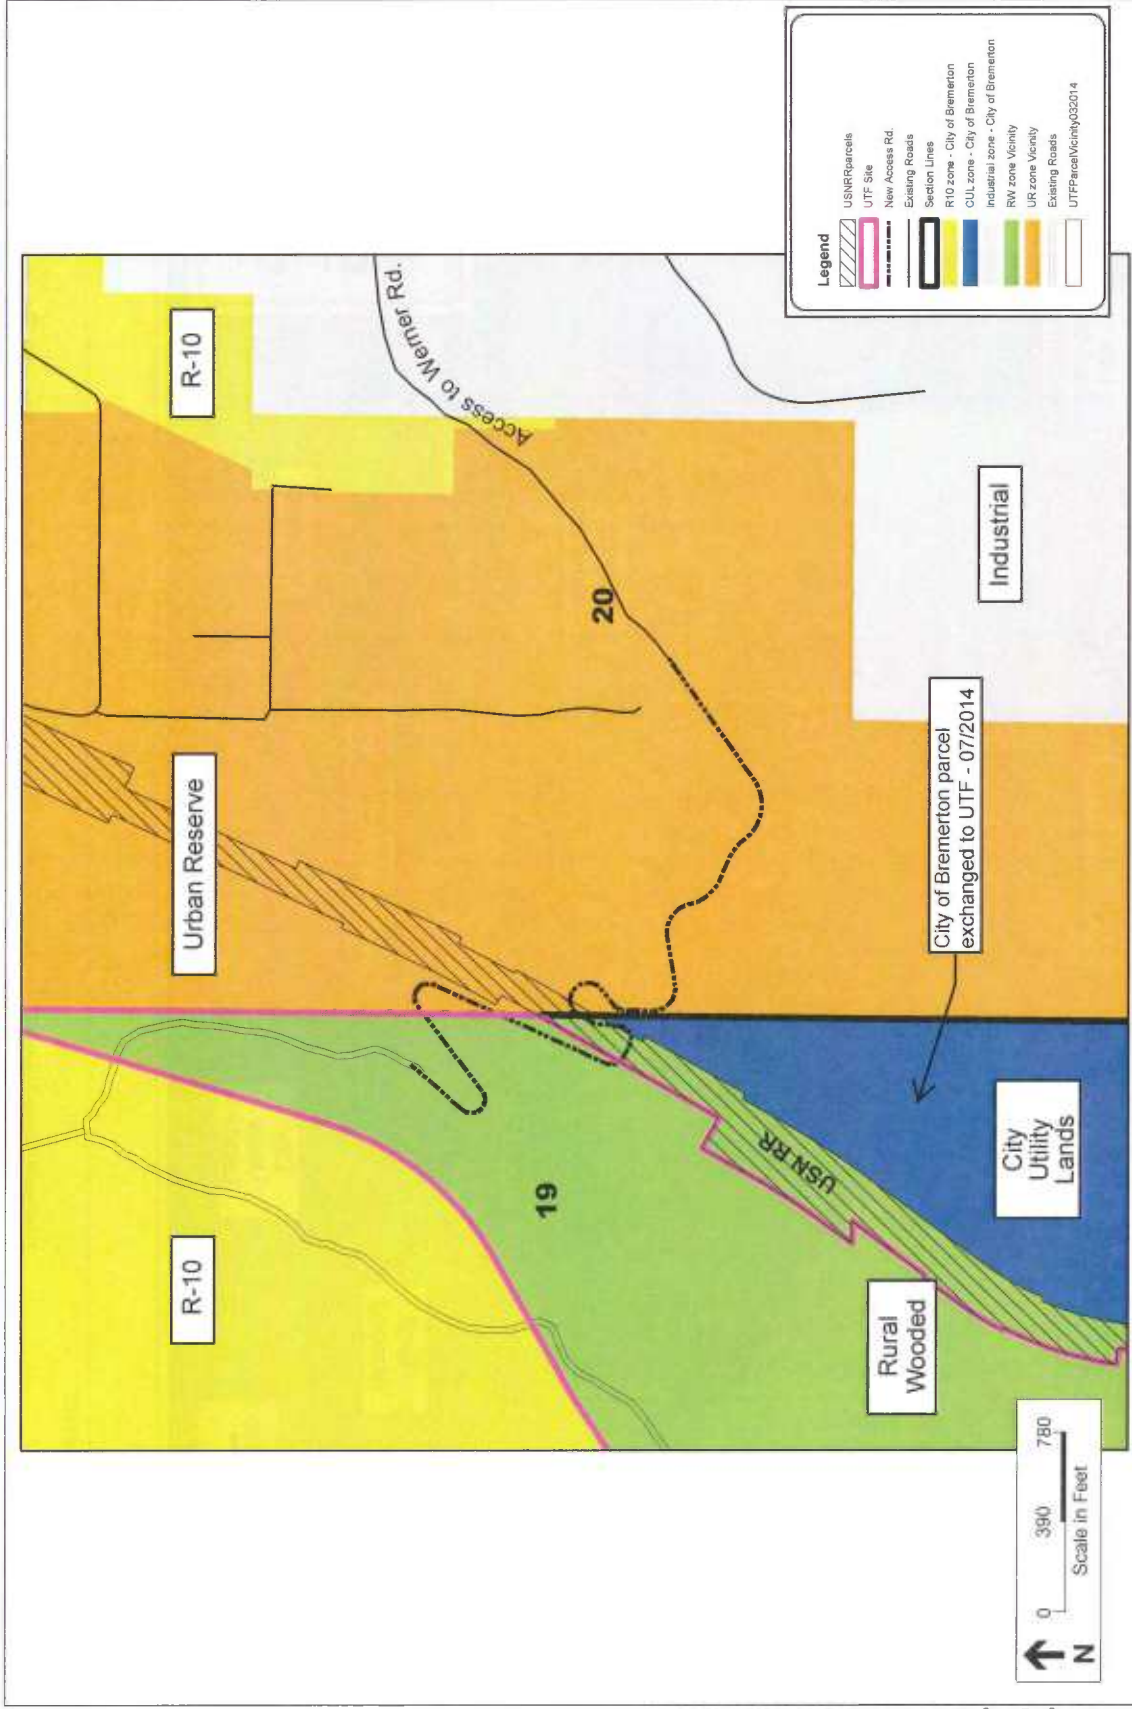 R-10
Urban Reserve
R-10
Access to Werner Rd.
20
19
USN RR
Rural
Wooded
City
Utility
Lands
Industrial
City of Bremerton parcel
exchanged to UTF - 07/2014
0 390 780
Scale in Feet
N
Legend
USNRRparcels
UTF Site
New Access Rd.
Existing Roads
Section Lines
R10 zone - City of Bremerton
CUL zone - City of Bremerton
Industrial zone - City of Bremerton
RW zone Vicinity
UR zone Vicinity
Existing Roads
UTFParcelVicinity032014